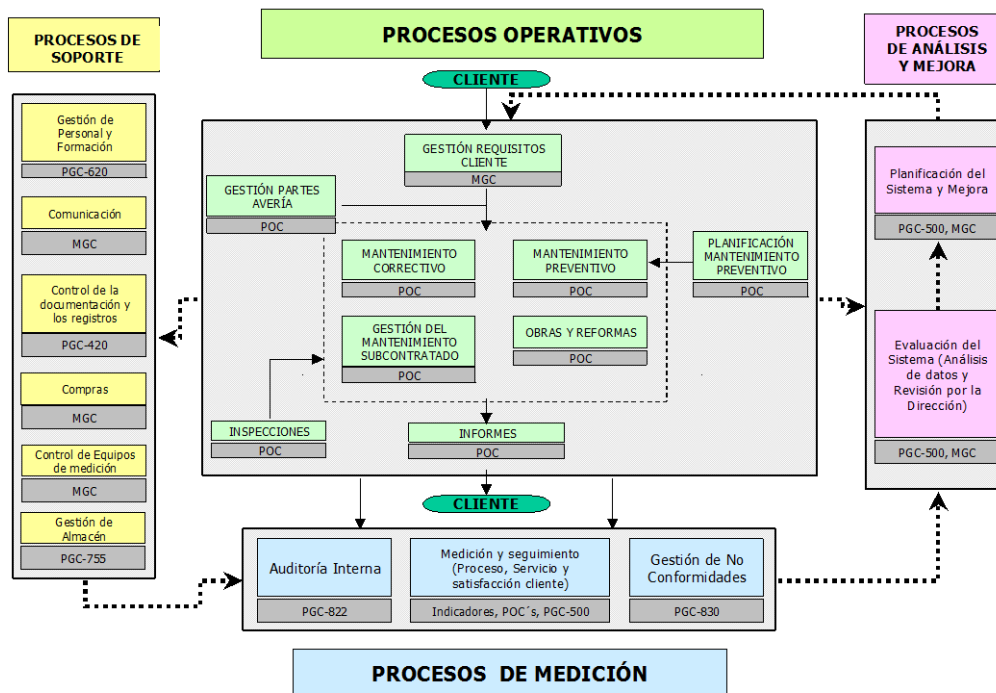 PROCESOS DE
SOPORTE
Gestión de
Personal y
Formación
PGC-620
Comunicación
MGC
Control de la
documentación y
los registros
PGC-420
Compras
MGC
Control de Equipos
de medición
MGC
Gestión de
Almacén
PGC-755
PROCESOS OPERATIVOS
CLIENTE
GESTIÓN REQUISITOS
CLIENTE
MGC
GESTIÓN PARTES
AVERÍA
POC
MANTENIMIENTO
CORRECTIVO
POC
MANTENIMIENTO
PREVENTIVO
POC
PLANIFICACIÓN
MANTENIMIENTO
PREVENTIVO
POC
GESTIÓN DEL
MANTENIMIENTO
SUBCONTRATADO
POC
OBRAS Y REFORMAS
POC
INSPECCIONES
POC
INFORMES
POC
CLIENTE
PROCESOS
DE ANÁLISIS
Y MEJORA
Planificación del
Sistema y Mejora
PGC-500, MGC
Evaluación del
Sistema (Análisis
de datos y
Revisión por la
Dirección)
PGC-500, MGC
Auditoría Interna
PGC-822
Medición y seguimiento
(Proceso, Servicio y
satisfacción cliente)
Indicadores, POC´s, PGC-500
Gestión de No
Conformidades
PGC-830
PROCESOS DE MEDICIÓN